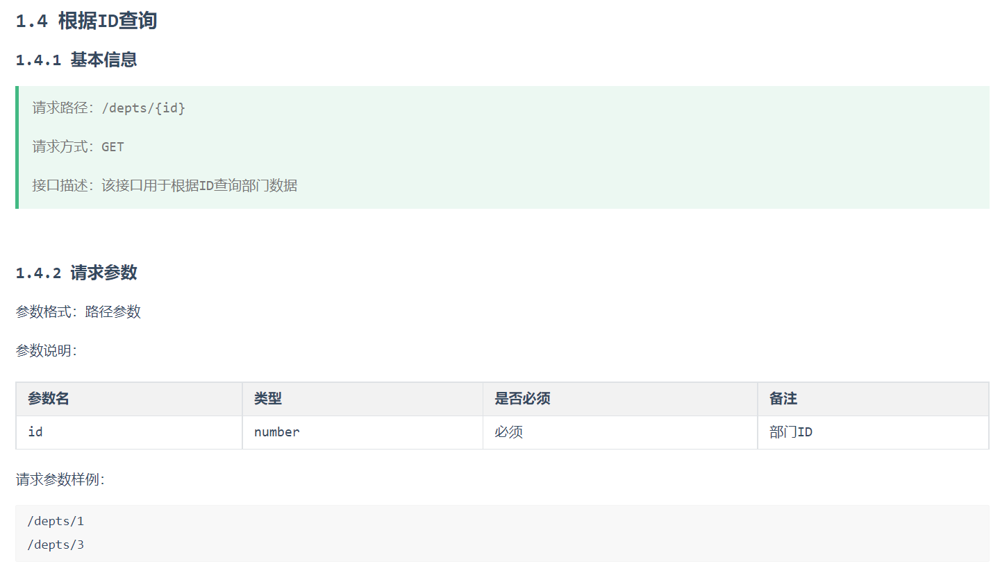 1.4 根据ID查询
1.4.1 基本信息
请求路径：/depts/{id}
请求方式：GET
接口描述：该接口用于根据ID查询部门数据
1.4.2 请求参数
参数格式：路径参数
参数说明：
参数名 类型 是否必须 备注
id number 必须 部门ID
请求参数样例：
/depts/1
/depts/3